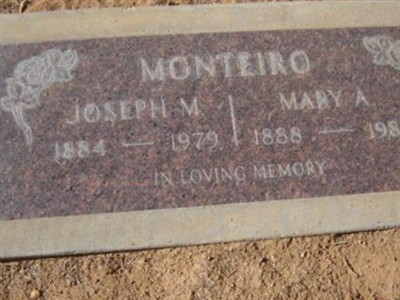 MONTEIRO
JOSEPH M. MARY A
1884 — 1979 1888 — 198
IN LOVING MEMORY